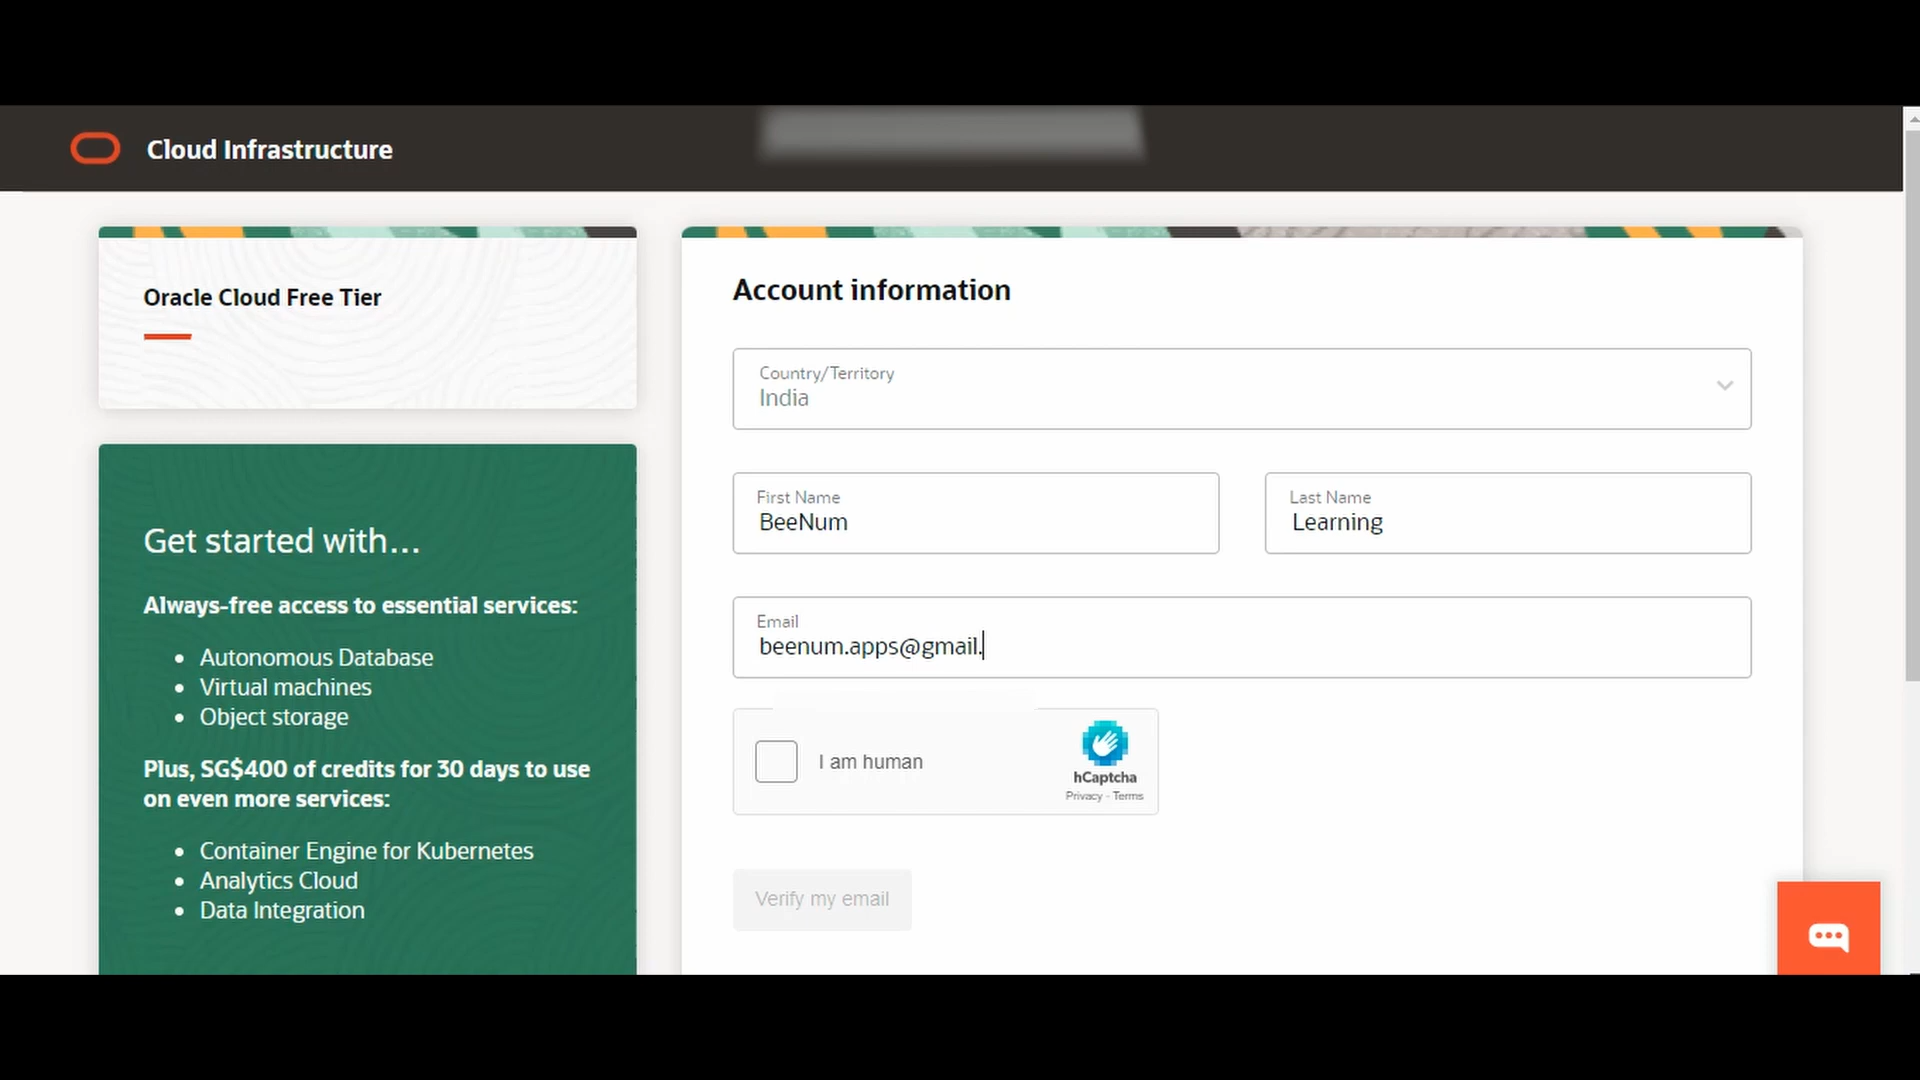 Cloud Infrastructure
Oracle Cloud Free Tier
Get started with...
Always-free access to essential services:
Autonomous Database
Virtual machines
Object storage
Plus, SG$400 of credits for 30 days to use
on even more services:
Container Engine for Kubernetes
Analytics Cloud
Data Integration
Account information
Country/Territory
India
First Name
BeeNum
Last Name
Learning
Email
beenum.apps@gmail.
I am human
hCaptcha
Privacy - Terms
Verify my email